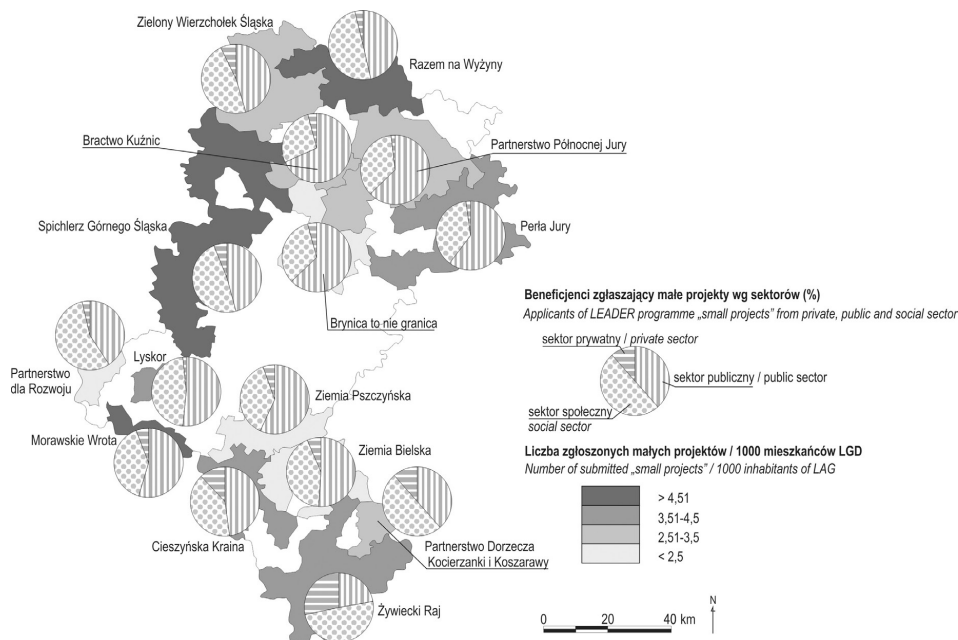 Zielony Wierzchołek Śląska
Razem na Wyżyny
Bractwo Kuźnic
Partnerstwo Północnej Jury
Spichlerz Górnego Śląska
Perła Jury
Brynica to nie granica
Partnerstwo
dla Rozwoju
Lyskor
Ziemia Pszczyńska
Morawskie Wrota
Ziemia Bielska
Cieszyńska Kraina
Partnerstwo Dorzecza
Kocierzanki i Koszarawy
Żywiecki Raj
Beneficjenci zgłaszający małe projekty wg sektorów (%)
Applicants of LEADER programme „small projects” from private, public and social sector
sektor prywatny / private sector
sektor publiczny / public sector
sektor społeczny
social sector
Liczba zgłoszonych małych projektów / 1000 mieszkańców LGD
Number of submitted „small projects” / 1000 inhabitants of LAG
> 4,51
3,51-4,5
2,51-3,5
< 2,5
0 20 40 km
N